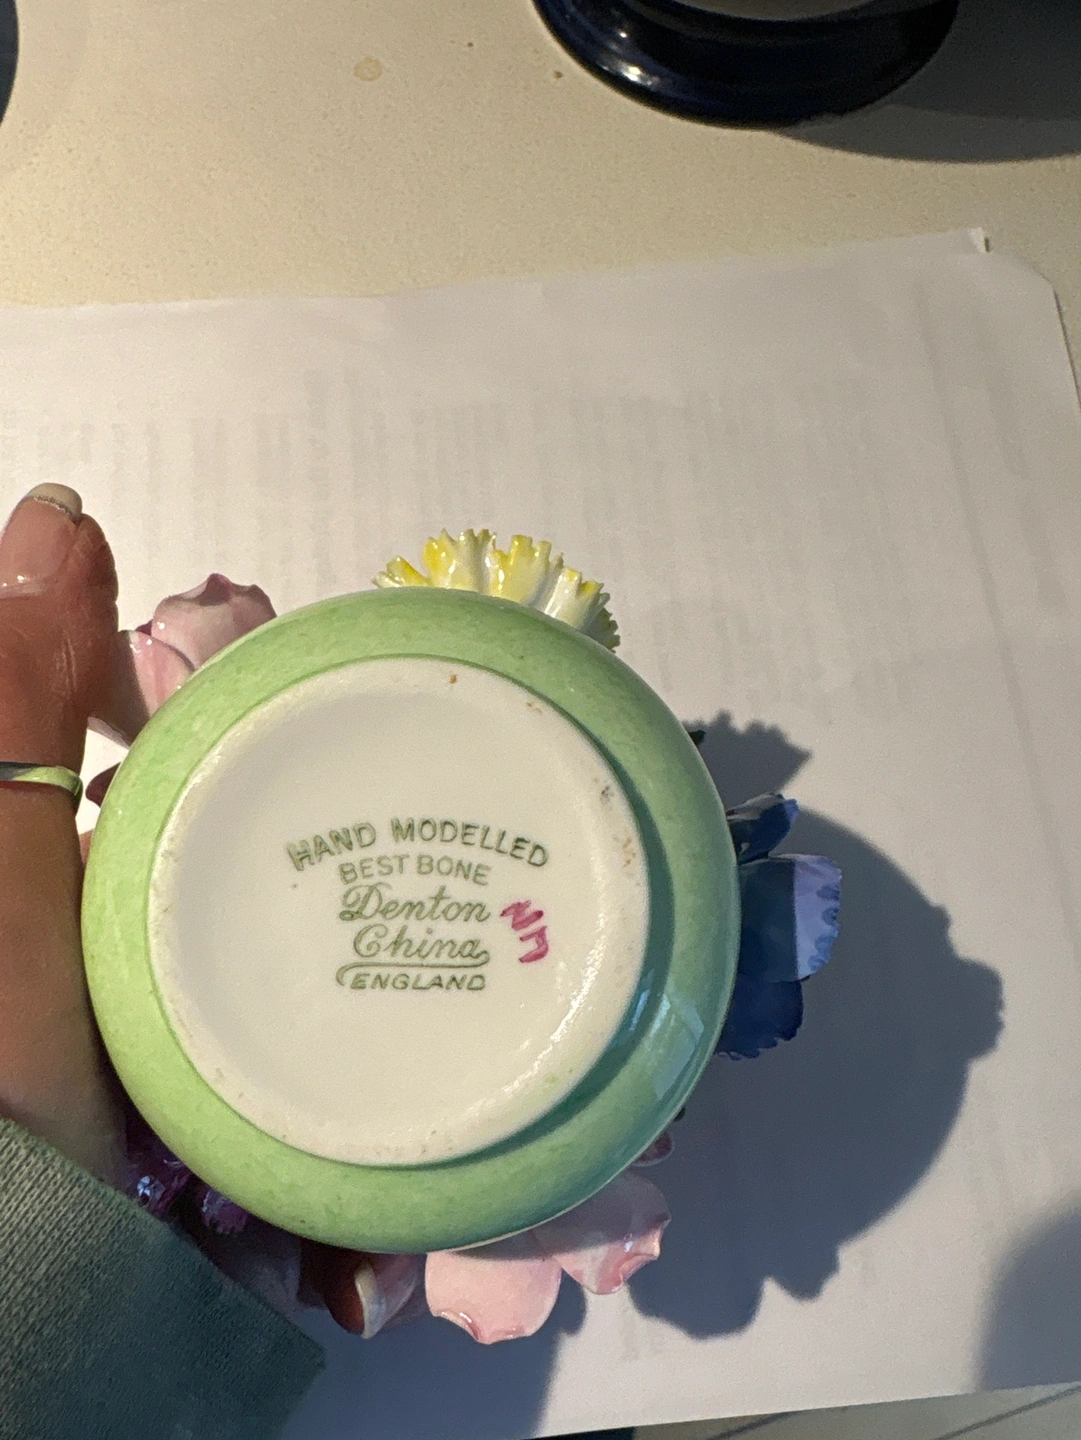 HAND MODELLED
BEST BONE
Denton
China
ENGLAND